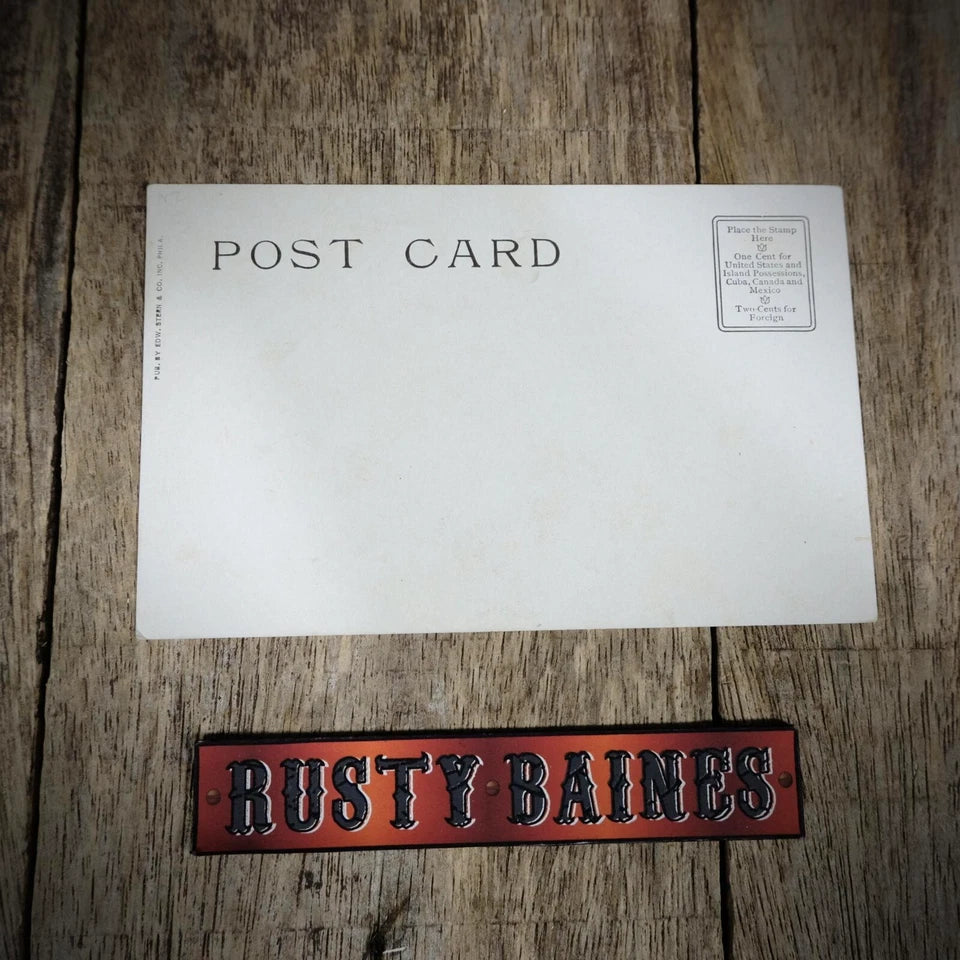 POST CARD
Place the Stamp
Here
One Cent for
United States and
Island Possessions,
Cuba, Canada and
Mexico
Two Cents for
Foreign
PUB. BY EDW. STERN & CO. INC. PHILA.
RUSTY BAINES